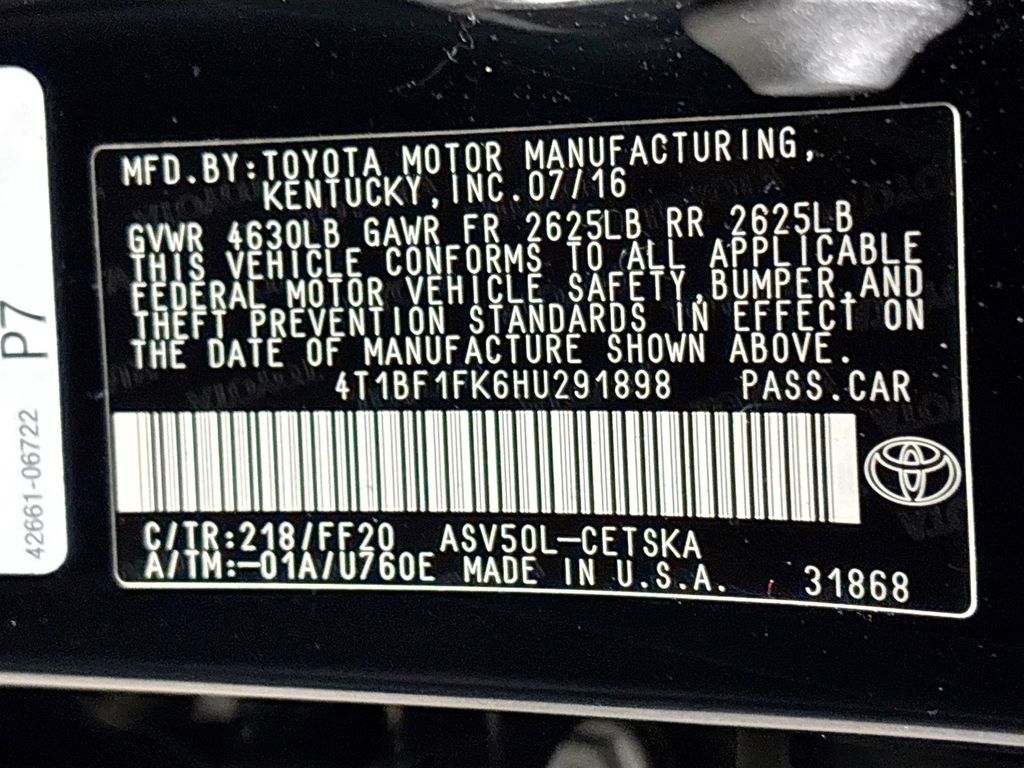 MFD.BY:TOYOTA MOTOR MANUFACTURING,
KENTUCKY,INC.07/16
GVWR 4630LB GAWR FR 2625LB RR 2625LB
THIS VEHICLE CONFORMS TO ALL APPLICABLE
FEDERAL MOTOR VEHICLE SAFETY,BUMPER,AND
THEFT PREVENTION STANDARDS IN EFFECT ON
THE DATE OF MANUFACTURE SHOWN ABOVE.
4T1BF1FK6HU291898 PASS.CAR
C/TR:218/FF20 ASV50L-CETSKA
A/TM:-01A/U760E MADE IN U.S.A. 31868
P7
42661-06722